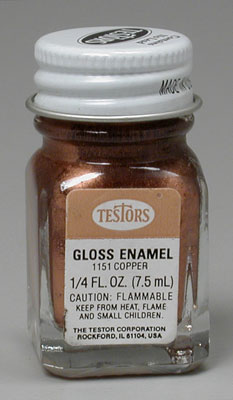 TESTORS
GLOSS ENAMEL
1151 COPPER
1/4 FL. OZ. (7.5 mL)
CAUTION: FLAMMABLE
KEEP FROM HEAT, FLAME
AND SMALL CHILDREN.
THE TESTOR CORPORATION
ROCKFORD, IL 61104, USA